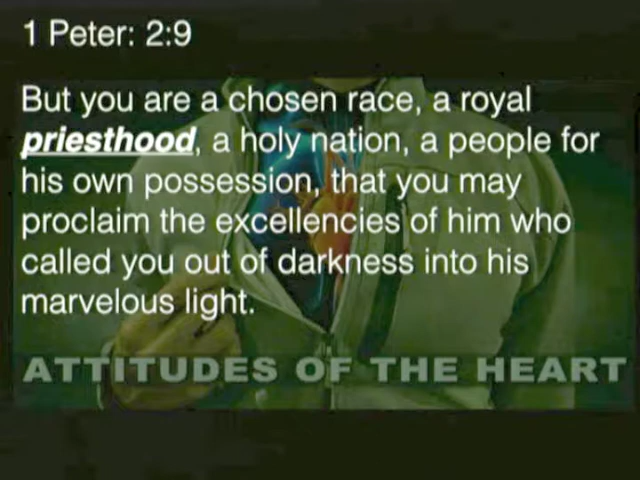 1 Peter: 2:9
But you are a chosen race, a royal
priesthood, a holy nation, a people for
his own possession, that you may
proclaim the excellencies of him who
called you out of darkness into his
marvelous light.
ATTITUDES OF THE HEART